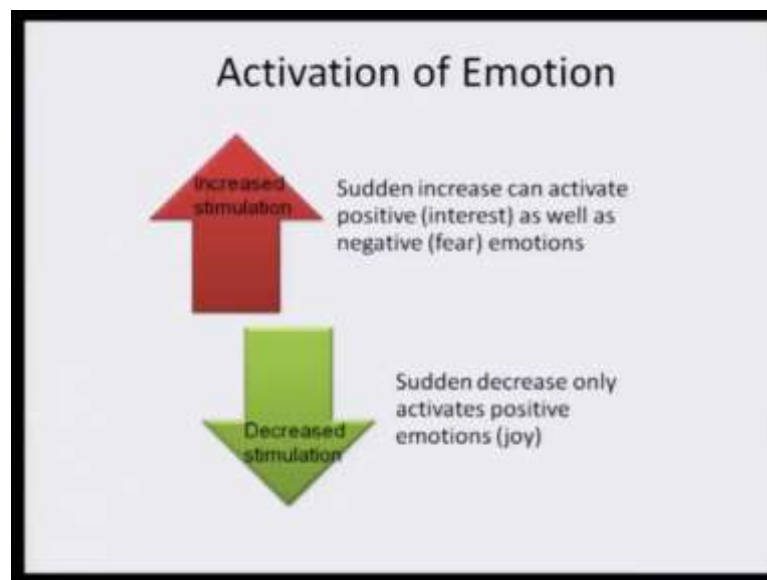 Activation of Emotion
Increased
stimulation
Sudden increase can activate
positive (interest) as well as
negative (fear) emotions
Decreased
stimulation
Sudden decrease only
activates positive
emotions (joy)